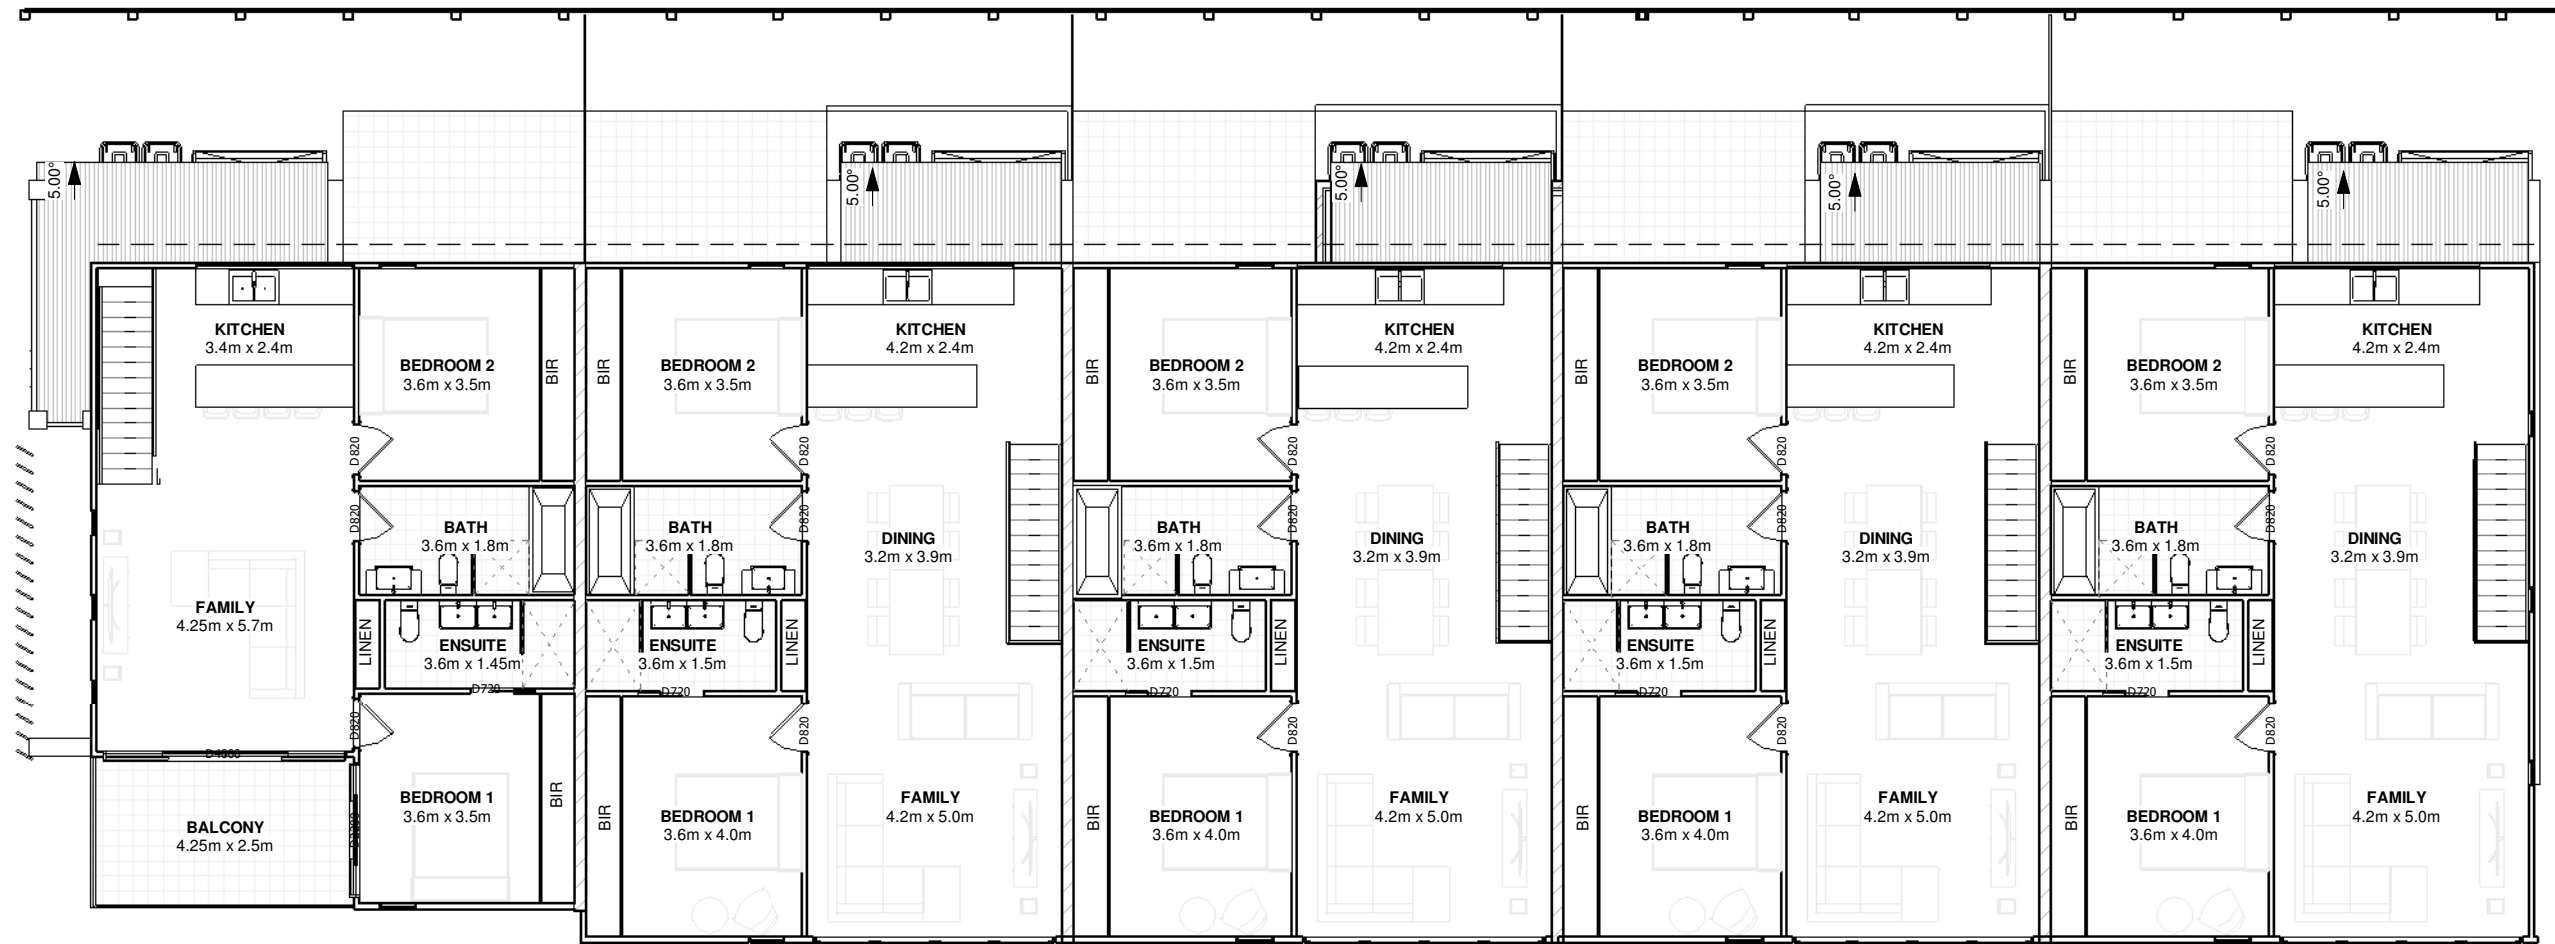 5.00°
5.00°
5.00°
5.00°
5.00°
KITCHEN
3.4m x 2.4m
BEDROOM 2
3.6m x 3.5m
BIR
D820
D820
BATH
3.6m x 1.8m
FAMILY
4.25m x 5.7m
LINEN
ENSUITE
3.6m x 1.45m
D720
D820
BEDROOM 1
3.6m x 3.5m
BIR
BALCONY
4.25m x 2.5m
BIR
BEDROOM 2
3.6m x 3.5m
KITCHEN
4.2m x 2.4m
D820
D820
BATH
3.6m x 1.8m
DINING
3.2m x 3.9m
ENSUITE
3.6m x 1.5m
LINEN
D720
D820
BIR
BEDROOM 1
3.6m x 4.0m
FAMILY
4.2m x 5.0m
BIR
BEDROOM 2
3.6m x 3.5m
KITCHEN
4.2m x 2.4m
D820
D820
BATH
3.6m x 1.8m
DINING
3.2m x 3.9m
ENSUITE
3.6m x 1.5m
LINEN
D720
D820
BIR
BEDROOM 1
3.6m x 4.0m
FAMILY
4.2m x 5.0m
BIR
BEDROOM 2
3.6m x 3.5m
KITCHEN
4.2m x 2.4m
D820
D820
BATH
3.6m x 1.8m
DINING
3.2m x 3.9m
ENSUITE
3.6m x 1.5m
LINEN
D720
D820
BIR
BEDROOM 1
3.6m x 4.0m
FAMILY
4.2m x 5.0m
BIR
BEDROOM 2
3.6m x 3.5m
KITCHEN
4.2m x 2.4m
D820
D820
BATH
3.6m x 1.8m
DINING
3.2m x 3.9m
ENSUITE
3.6m x 1.5m
LINEN
D720
D820
BIR
BEDROOM 1
3.6m x 4.0m
FAMILY
4.2m x 5.0m